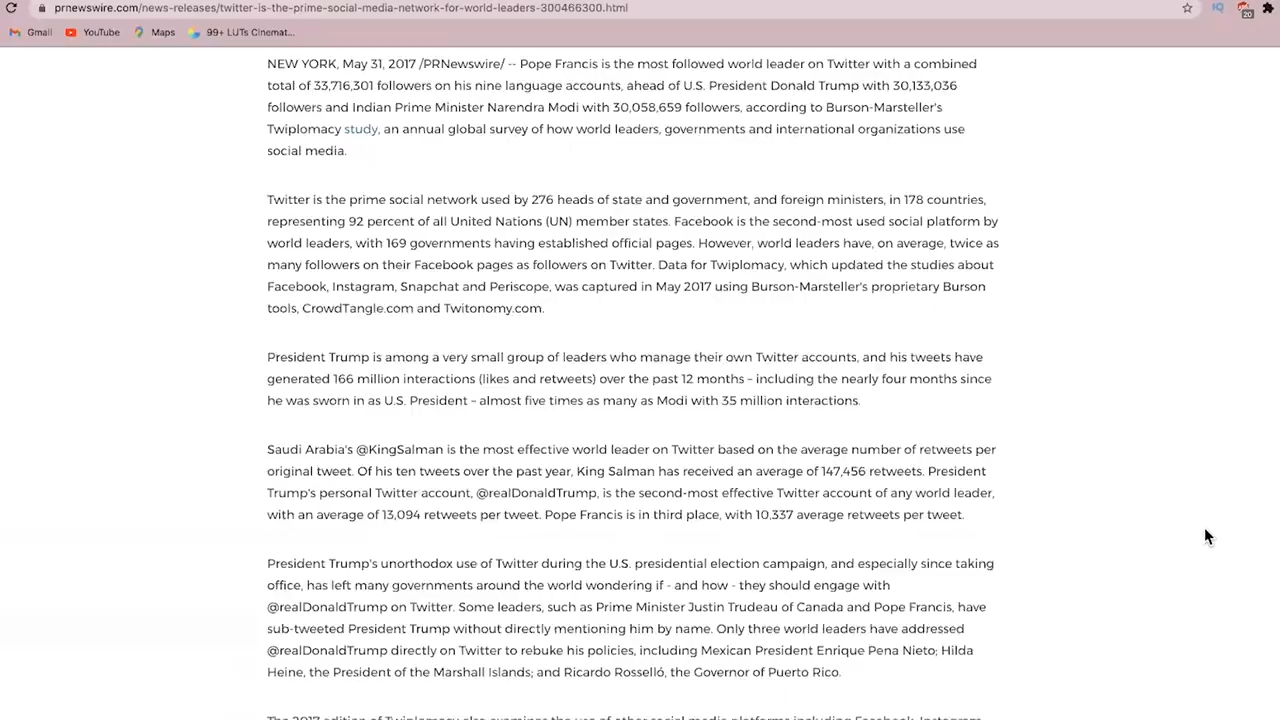 prnewswire.com/news-releases/twitter-is-the-prime-social-media-network-for-world-leaders-300466300.html
20
Gmail YouTube Maps 99+ LUTs Cinemat...
NEW YORK, May 31, 2017 /PRNewswire/ -- Pope Francis is the most followed world leader on Twitter with a combined
total of 33,716,301 followers on his nine language accounts, ahead of U.S. President Donald Trump with 30,133,036
followers and Indian Prime Minister Narendra Modi with 30,058,659 followers, according to Burson-Marsteller's
Twiplomacy study, an annual global survey of how world leaders, governments and international organizations use
social media.
Twitter is the prime social network used by 276 heads of state and government, and foreign ministers, in 178 countries,
representing 92 percent of all United Nations (UN) member states. Facebook is the second-most used social platform by
world leaders, with 169 governments having established official pages. However, world leaders have, on average, twice as
many followers on their Facebook pages as followers on Twitter. Data for Twiplomacy, which updated the studies about
Facebook, Instagram, Snapchat and Periscope, was captured in May 2017 using Burson-Marsteller's proprietary Burson
tools, CrowdTangle.com and Twitonomy.com.
President Trump is among a very small group of leaders who manage their own Twitter accounts, and his tweets have
generated 166 million interactions (likes and retweets) over the past 12 months – including the nearly four months since
he was sworn in as U.S. President – almost five times as many as Modi with 35 million interactions.
Saudi Arabia's @KingSalman is the most effective world leader on Twitter based on the average number of retweets per
original tweet. Of his ten tweets over the past year, King Salman has received an average of 147,456 retweets. President
Trump's personal Twitter account, @realDonaldTrump, is the second-most effective Twitter account of any world leader,
with an average of 13,094 retweets per tweet. Pope Francis is in third place, with 10,337 average retweets per tweet.
President Trump's unorthodox use of Twitter during the U.S. presidential election campaign, and especially since taking
office, has left many governments around the world wondering if - and how - they should engage with
@realDonaldTrump on Twitter. Some leaders, such as Prime Minister Justin Trudeau of Canada and Pope Francis, have
sub-tweeted President Trump without directly mentioning him by name. Only three world leaders have addressed
@realDonaldTrump directly on Twitter to rebuke his policies, including Mexican President Enrique Pena Nieto; Hilda
Heine, the President of the Marshall Islands; and Ricardo Rosselló, the Governor of Puerto Rico.
The 2017 edition of Twiplomacy also examines the use of other social media platforms including Facebook, Instagram,